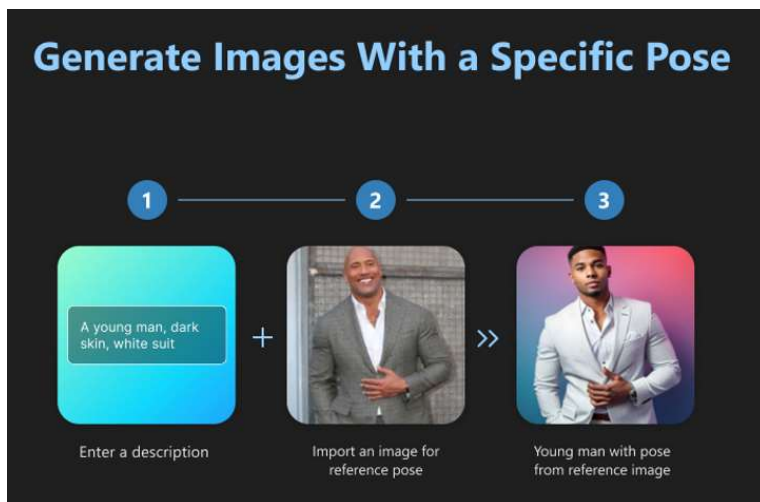 Generate Images With a Specific Pose
1
2
3
A young man, dark
skin, white suit
Enter a description
Import an image for
reference pose
Young man with pose
from reference image